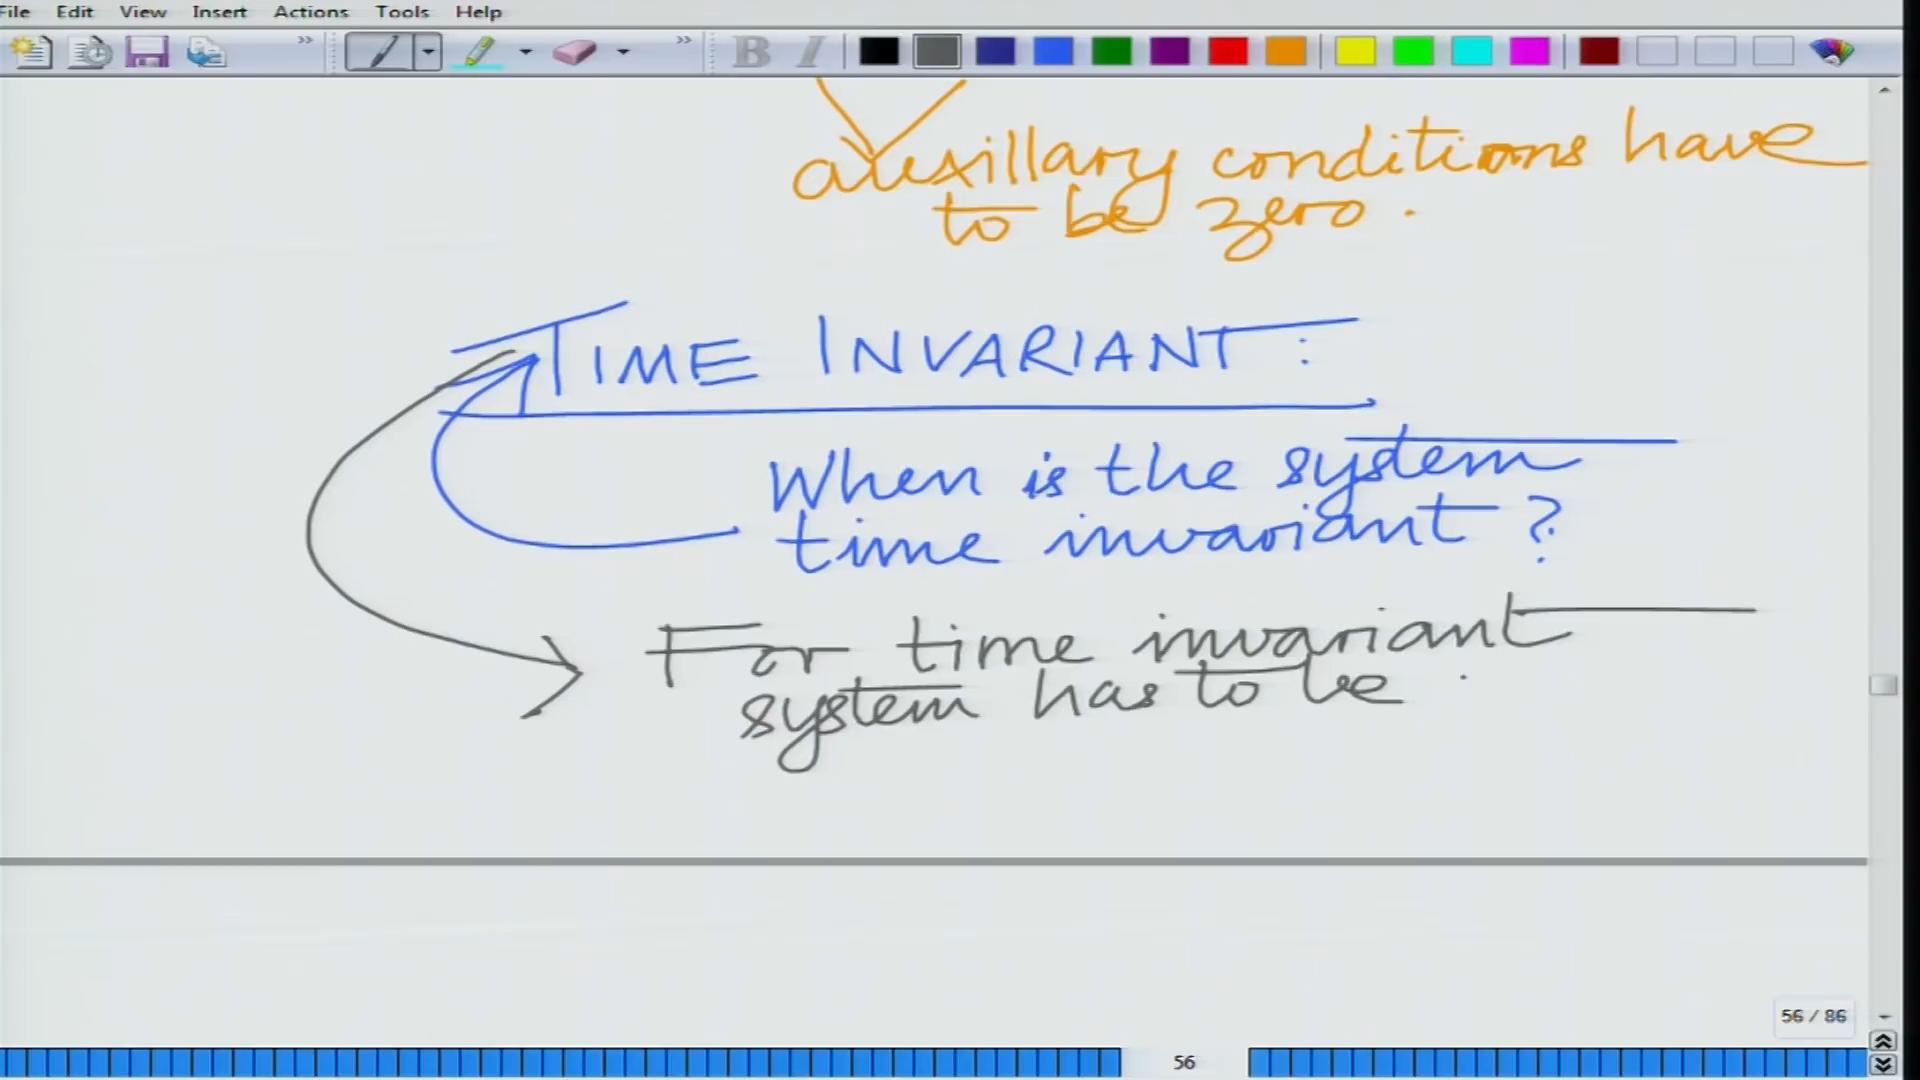 File Edit View Insert Actions Tools Help
B I
auxillary conditions have
to be zero.
TIME INVARIANT:
When is the system
time invariant?
For time invariant
system has to be
56 / 86
56